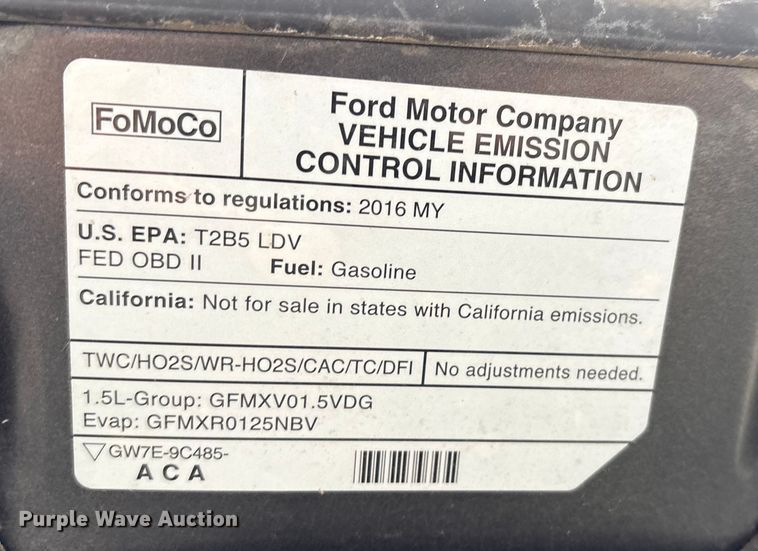 FoMoCo
Ford Motor Company
VEHICLE EMISSION
CONTROL INFORMATION
Conforms to regulations: 2016 MY
U.S. EPA: T2B5 LDV
FED OBD II Fuel: Gasoline
California: Not for sale in states with California emissions.
TWC/HO2S/WR-HO2S/CAC/TC/DFI No adjustments needed.
1.5L-Group: GFMXV01.5VDG
Evap: GFMXR0125NBV
GW7E-9C485-
A C A
Purple Wave Auction